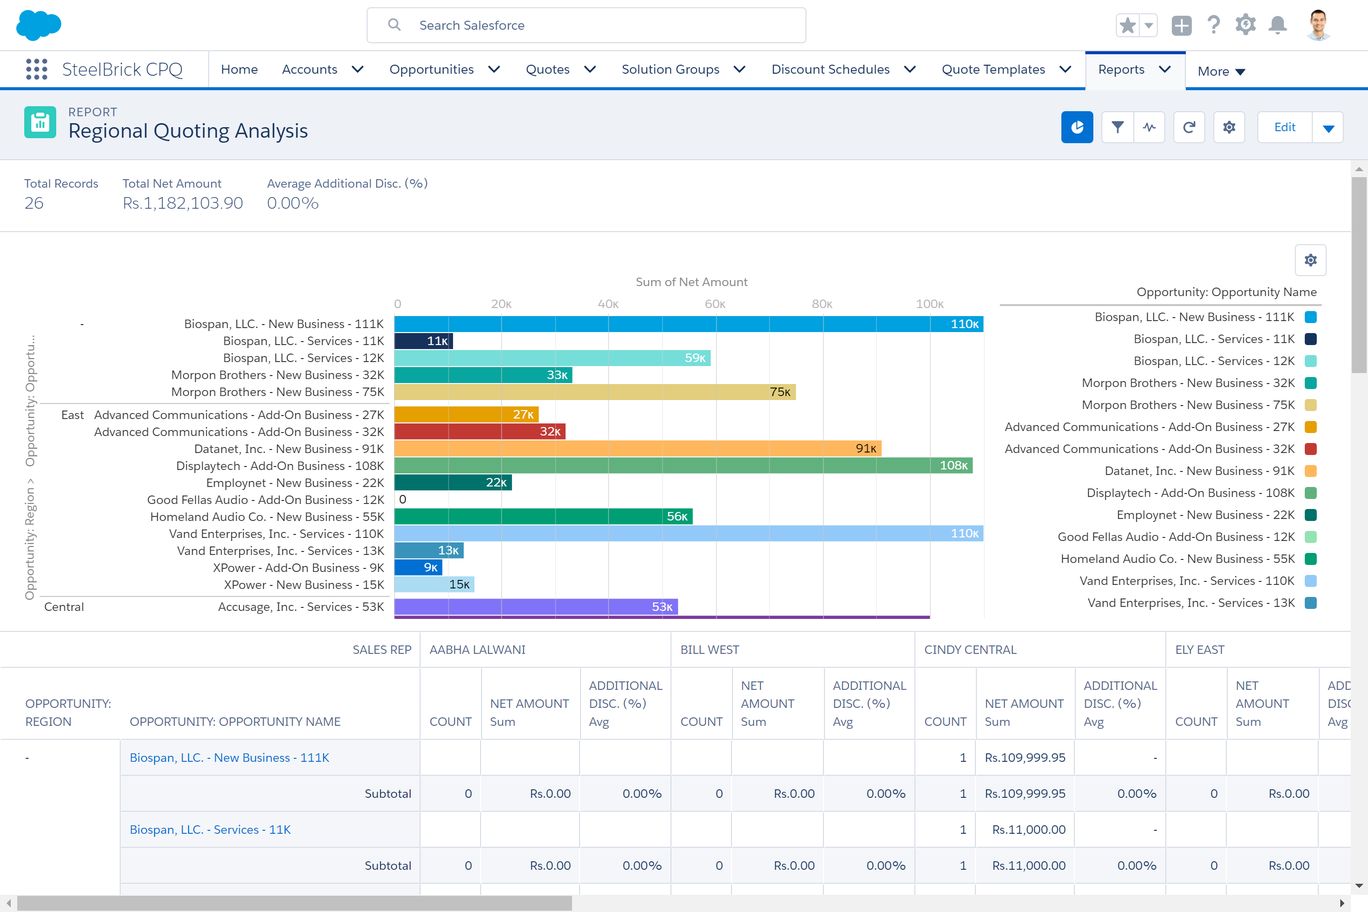 Search Salesforce
SteelBrick CPQ
Home Accounts Opportunities Quotes Solution Groups Discount Schedules Quote Templates Reports More
REPORT
Regional Quoting Analysis
Edit
Total Records Total Net Amount Average Additional Disc. (%)
26 Rs.1,182,103.90 0.00%
Sum of Net Amount
0 20K 40K 60K 80K 100K
Opportunity: Region > Opportunity: Opportu...
- Biospan, LLC. - New Business - 111K 110K
Biospan, LLC. - Services - 11K 11K
Biospan, LLC. - Services - 12K 59K
Morpon Brothers - New Business - 32K 33K
Morpon Brothers - New Business - 75K 75K
East Advanced Communications - Add-On Business - 27K 27K
Advanced Communications - Add-On Business - 32K 32K
Datanet, Inc. - New Business - 91K 91K
Displaytech - Add-On Business - 108K 108K
Employnet - New Business - 22K 22K
Good Fellas Audio - Add-On Business - 12K 0
Homeland Audio Co. - New Business - 55K 56K
Vand Enterprises, Inc. - Services - 110K 110K
Vand Enterprises, Inc. - Services - 13K 13K
XPower - Add-On Business - 9K 9K
XPower - New Business - 15K 15K
Central Accusage, Inc. - Services - 53K 53K
Opportunity: Opportunity Name
Biospan, LLC. - New Business - 111K
Biospan, LLC. - Services - 11K
Biospan, LLC. - Services - 12K
Morpon Brothers - New Business - 32K
Morpon Brothers - New Business - 75K
Advanced Communications - Add-On Business - 27K
Advanced Communications - Add-On Business - 32K
Datanet, Inc. - New Business - 91K
Displaytech - Add-On Business - 108K
Employnet - New Business - 22K
Good Fellas Audio - Add-On Business - 12K
Homeland Audio Co. - New Business - 55K
Vand Enterprises, Inc. - Services - 110K
Vand Enterprises, Inc. - Services - 13K
SALES REP AABHA LALWANI BILL WEST CINDY CENTRAL ELY EAST
ADDITIONAL NET ADDITIONAL ADDITIONAL NET ADD
OPPORTUNITY: NET AMOUNT DISC. (%) AMOUNT DISC. (%) NET AMOUNT DISC. (%) AMOUNT DISC
REGION OPPORTUNITY: OPPORTUNITY NAME COUNT Sum Avg COUNT Sum Avg COUNT Sum Avg COUNT Sum Avg
- Biospan, LLC. - New Business - 111K 1 Rs.109,999.95 -
Subtotal 0 Rs.0.00 0.00% 0 Rs.0.00 0.00% 1 Rs.109,999.95 0.00% 0 Rs.0.00
Biospan, LLC. - Services - 11K 1 Rs.11,000.00 -
Subtotal 0 Rs.0.00 0.00% 0 Rs.0.00 0.00% 1 Rs.11,000.00 0.00% 0 Rs.0.00